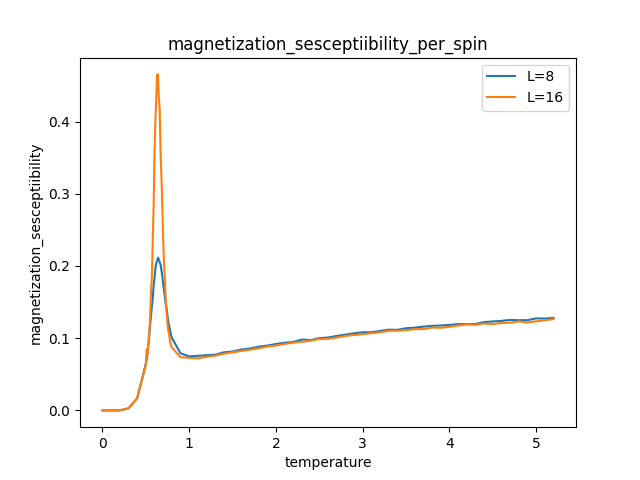 magnetization_sesceptiibility_per_spin
L=8
L=16
magnetization_sesceptiibility
0.4
0.3
0.2
0.1
0.0
0 1 2 3 4 5
temperature